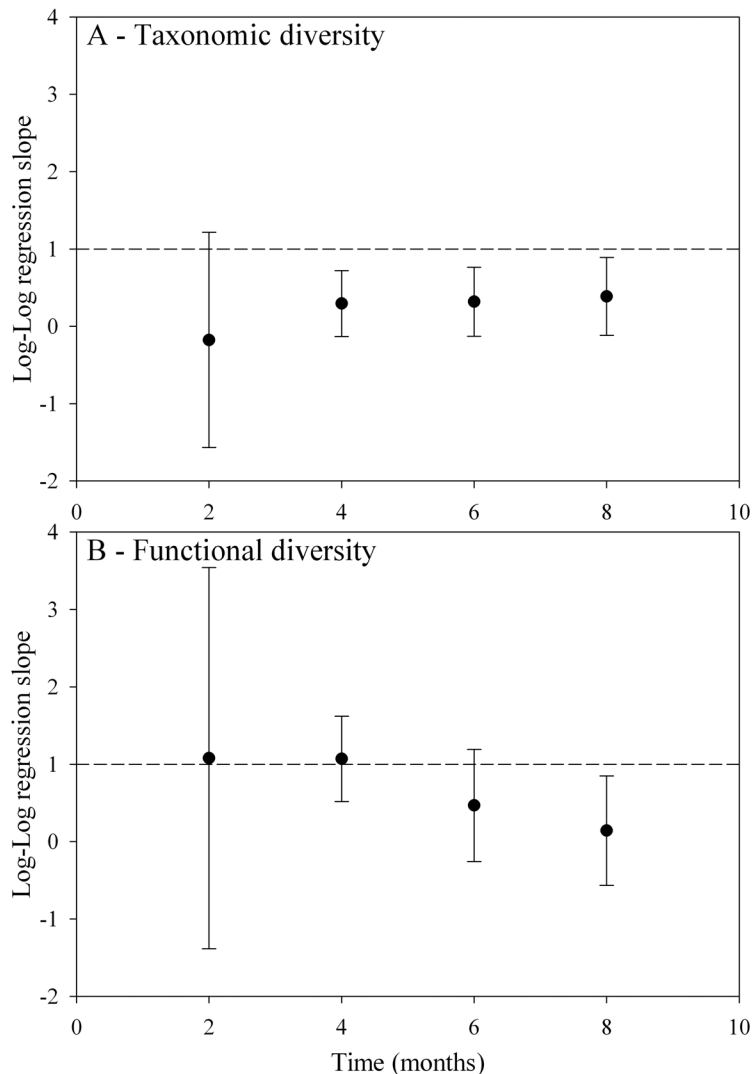 4
A - Taxonomic diversity
3
2
1
0
-1
-2
Log-Log regression slope
0 2 4 6 8 10
4
B - Functional diversity
3
2
1
0
-1
-2
Log-Log regression slope
0 2 4 6 8 10
Time (months)